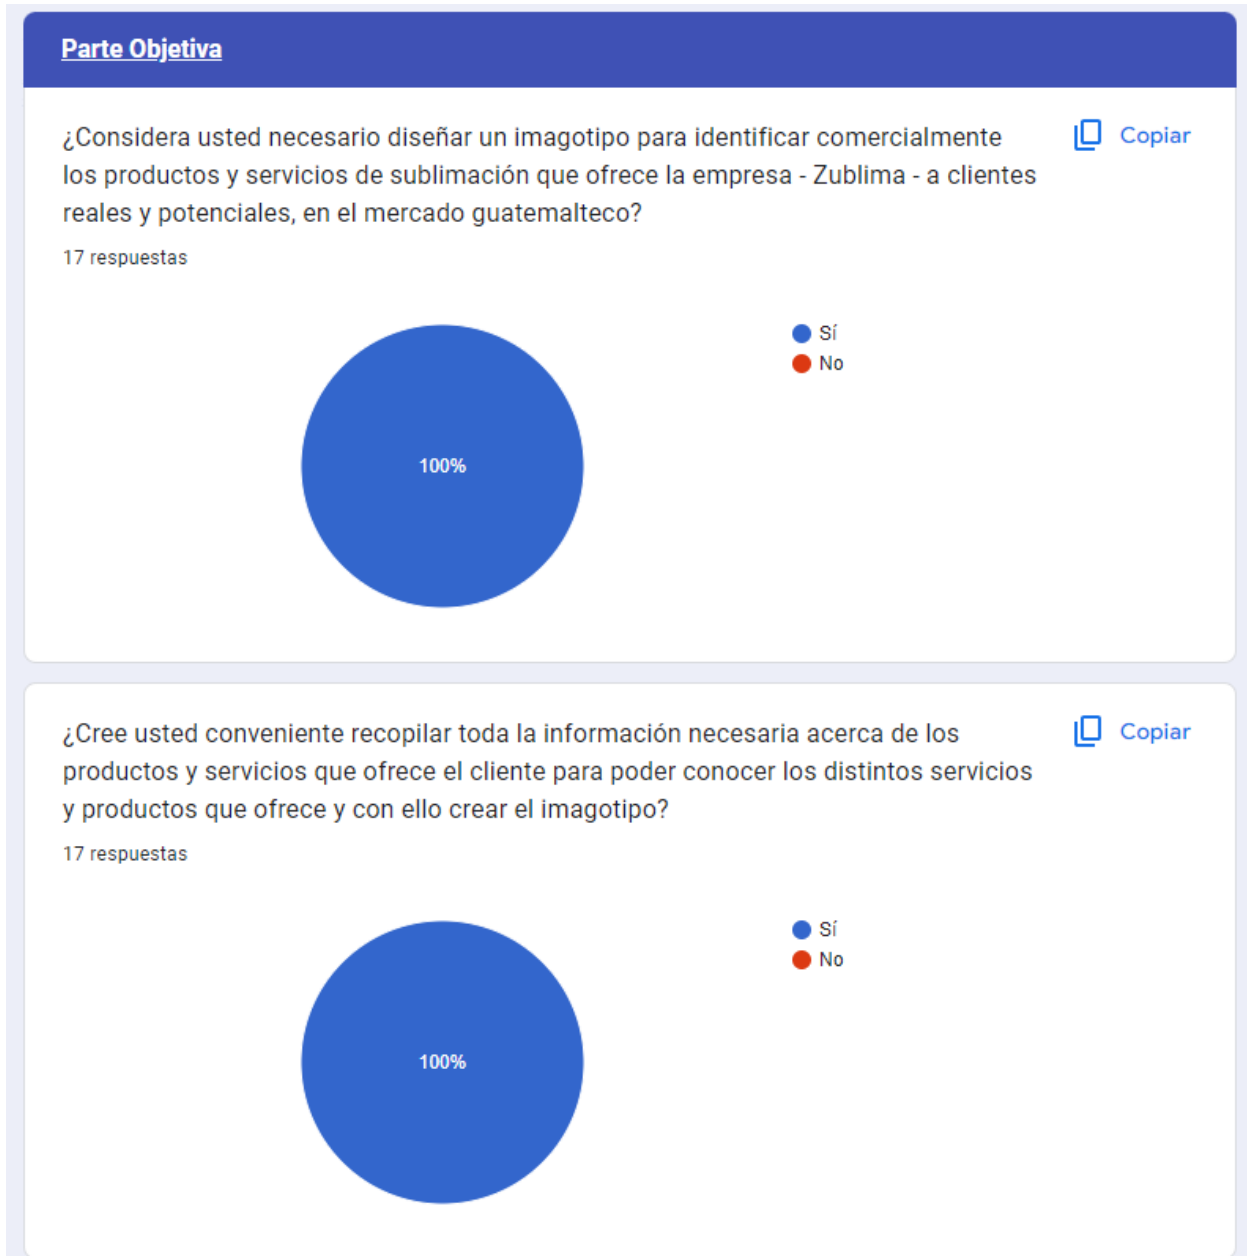 Parte Objetiva
¿Considera usted necesario diseñar un imagotipo para identificar comercialmente
los productos y servicios de sublimación que ofrece la empresa - Zublima - a clientes
reales y potenciales, en el mercado guatemalteco?
Copiar
17 respuestas
Sí
No
100%
¿Cree usted conveniente recopilar toda la información necesaria acerca de los
productos y servicios que ofrece el cliente para poder conocer los distintos servicios
y productos que ofrece y con ello crear el imagotipo?
Copiar
17 respuestas
Sí
No
100%